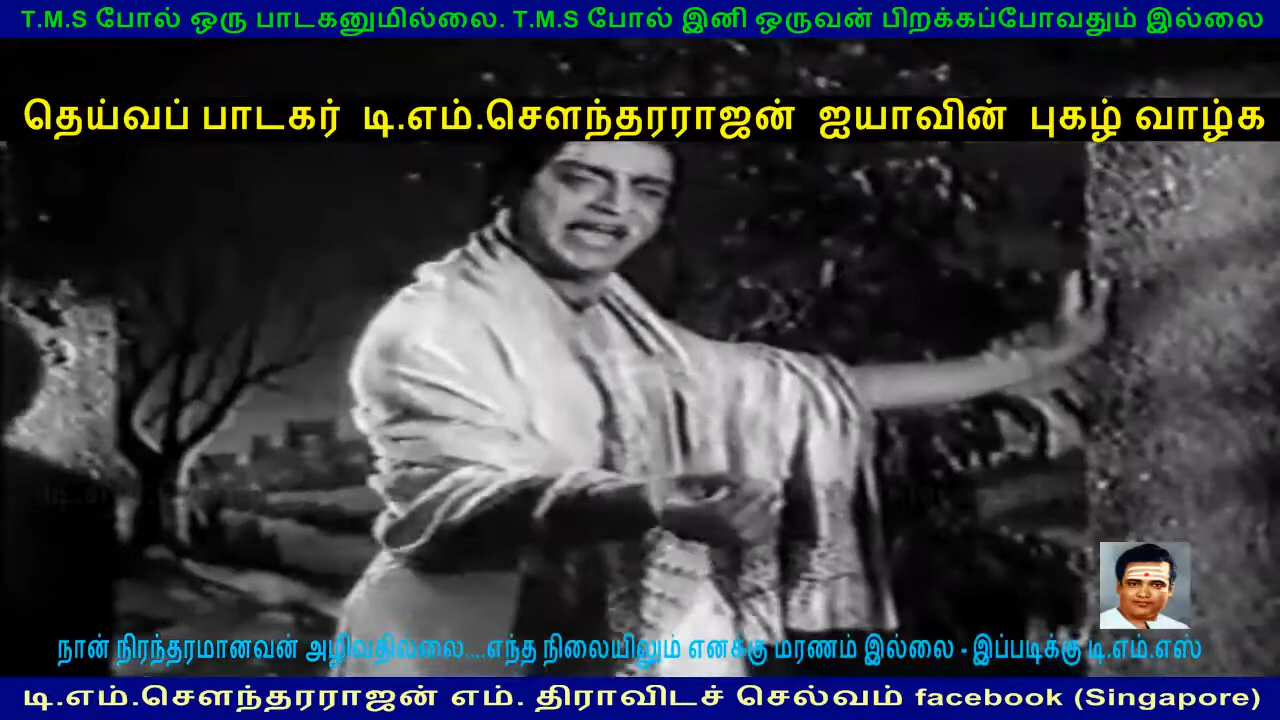 T.M.S போல் ஒரு பாடகனுமில்லை. T.M.S போல் இனி ஒருவன் பிறக்கப்போவதும் இல்லை
தெய்வப் பாடகர் டி.எம்.சௌந்தரராஜன் ஐயாவின் புகழ் வாழ்க
நான் நிரந்தரமானவன் அழிவதில்லை....எந்த நிலையிலும் எனக்கு மரணம் இல்லை - இப்படிக்கு டி.எம்.எஸ்
டி.எம்.சௌந்தரராஜன் எம். திராவிடச் செல்வம் facebook (Singapore)